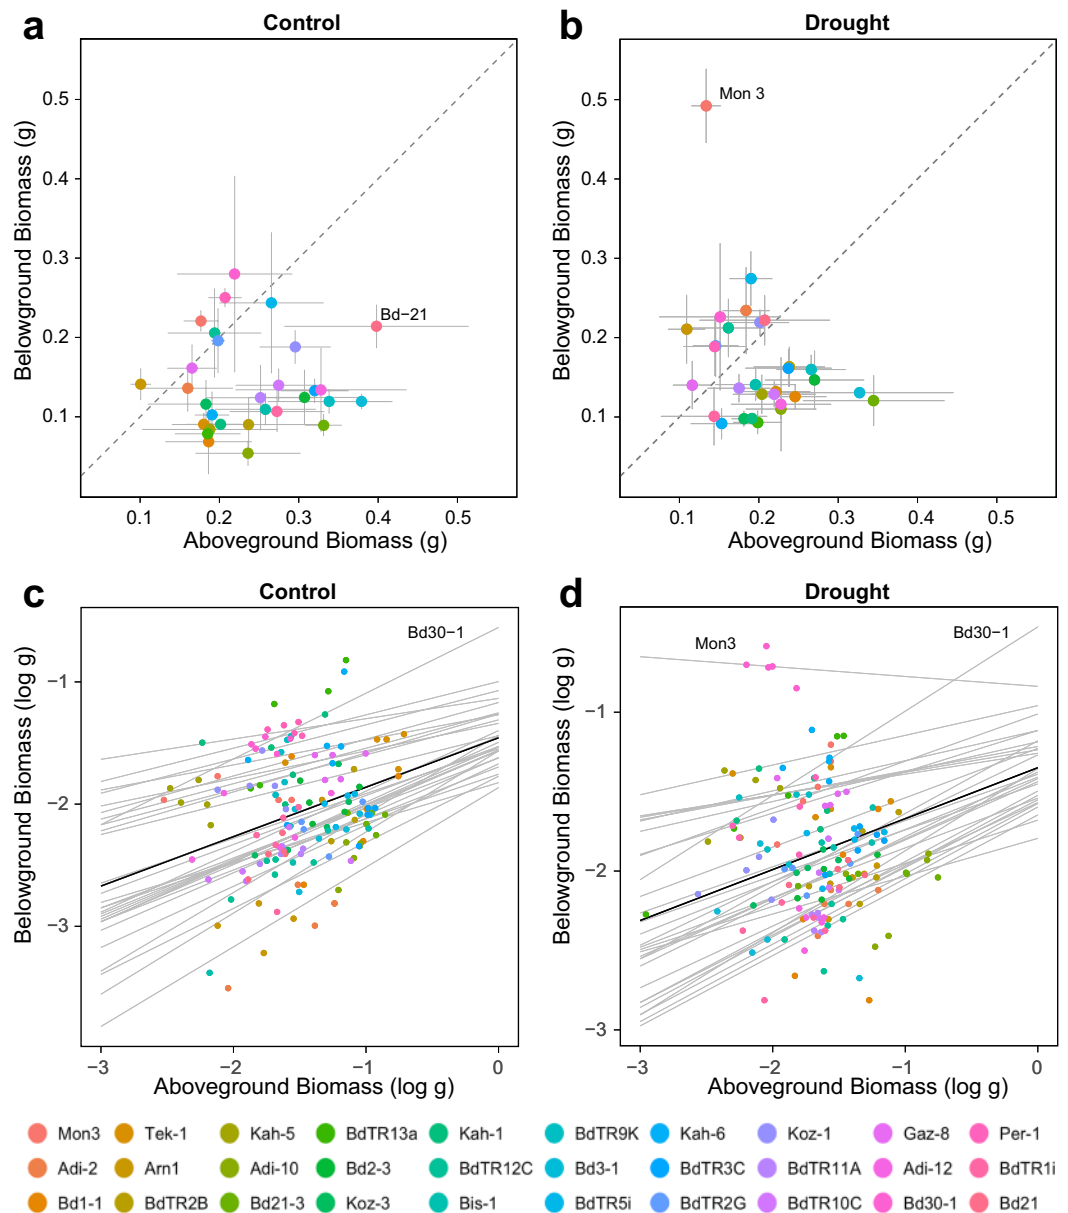 a
Control
b
Drought
Belowground Biomass (g)
0.5
0.4
0.3
0.2
0.1
Bd−21
0.1 0.2 0.3 0.4 0.5
Aboveground Biomass (g)
Belowground Biomass (g)
0.5
0.4
0.3
0.2
0.1
Mon 3
0.1 0.2 0.3 0.4 0.5
Aboveground Biomass (g)
c
Control
d
Drought
Belowground Biomass (log g)
−1
−2
−3
Bd30−1
−3 −2 −1 0
Aboveground Biomass (log g)
Belowground Biomass (log g)
−1
−2
−3
Mon3
Bd30−1
−3 −2 −1 0
Aboveground Biomass (log g)
Mon3 Tek-1 Kah-5 BdTR13a Kah-1 BdTR9K Kah-6 Koz-1 Gaz-8 Per-1
Adi-2 Arn1 Adi-10 Bd2-3 BdTR12C Bd3-1 BdTR3C BdTR11A Adi-12 BdTR1i
Bd1-1 BdTR2B Bd21-3 Koz-3 Bis-1 BdTR5i BdTR2G BdTR10C Bd30-1 Bd21